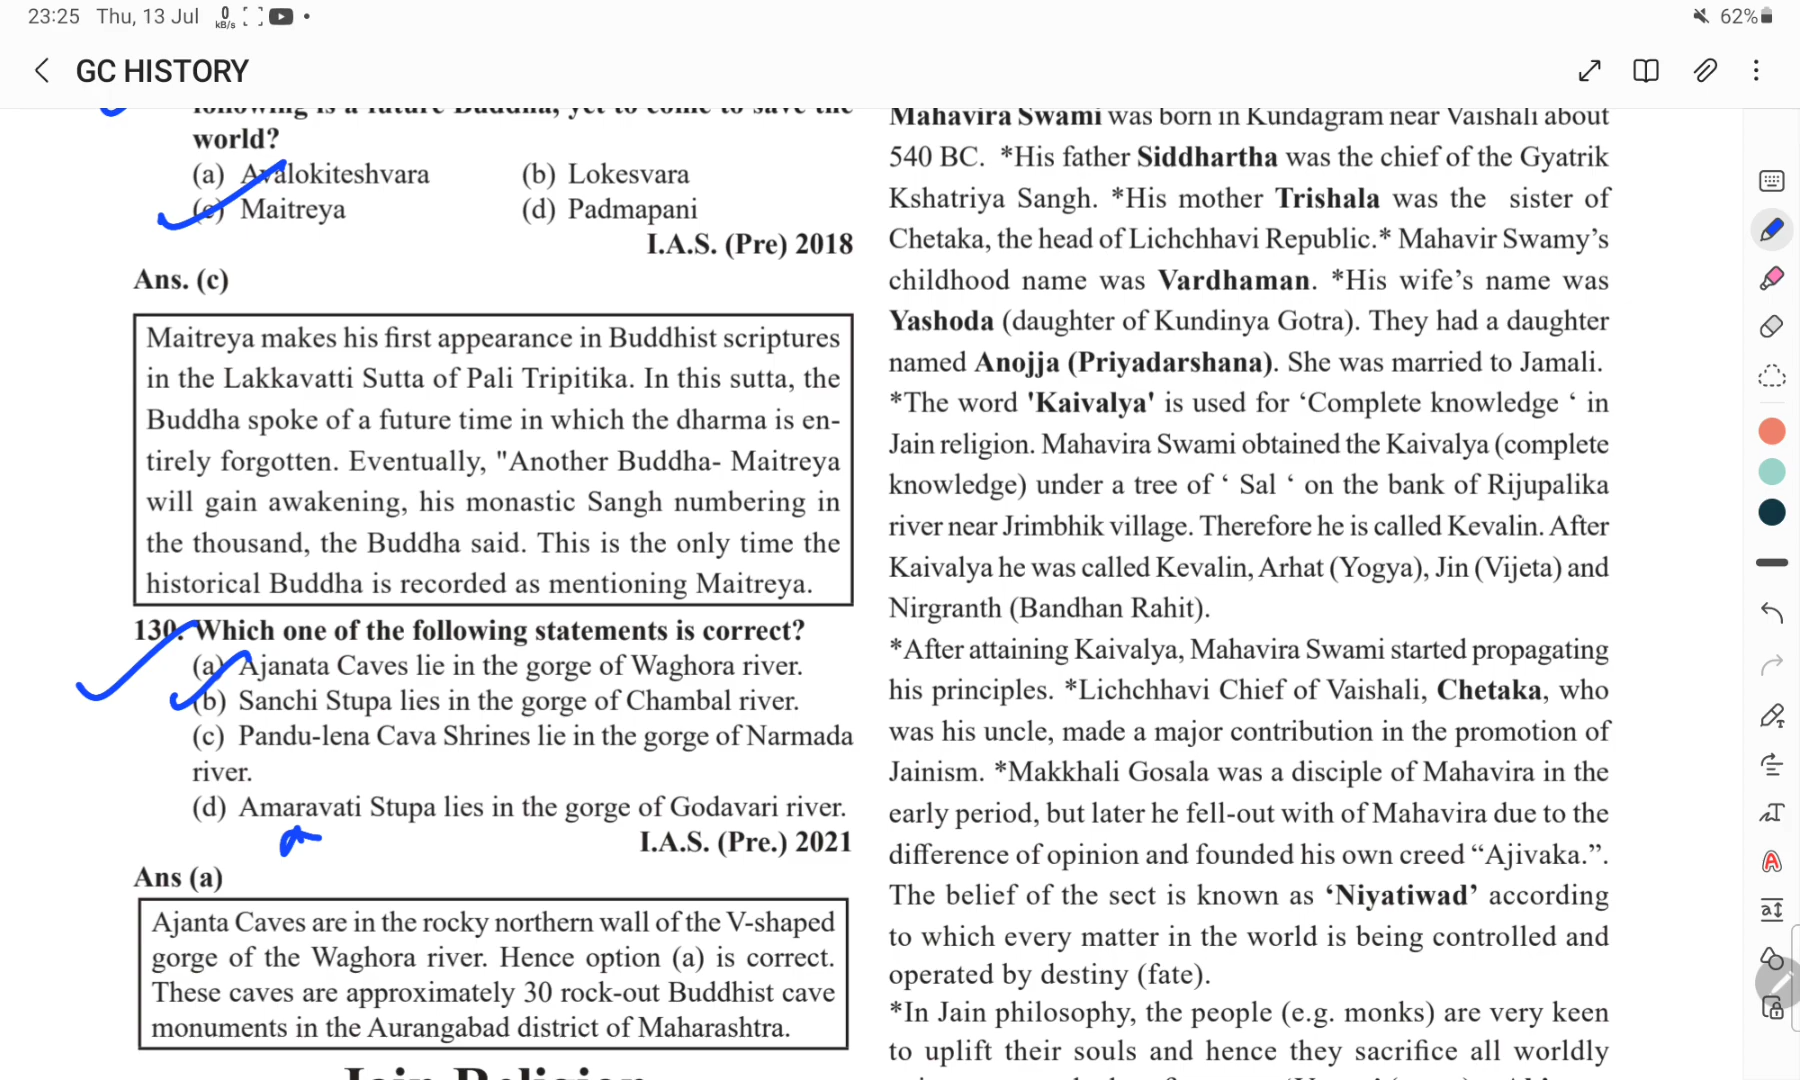 23:25 Thu, 13 Jul 0 kB/s 62%
GC HISTORY
following is a future Buddha, yet to come to save the
world?
(a) Avalokiteshvara (b) Lokesvara
(c) Maitreya (d) Padmapani
I.A.S. (Pre) 2018
Ans. (c)
Maitreya makes his first appearance in Buddhist scriptures
in the Lakkavatti Sutta of Pali Tripitika. In this sutta, the
Buddha spoke of a future time in which the dharma is en-
tirely forgotten. Eventually, "Another Buddha- Maitreya
will gain awakening, his monastic Sangh numbering in
the thousand, the Buddha said. This is the only time the
historical Buddha is recorded as mentioning Maitreya.
130. Which one of the following statements is correct?
(a) Ajanata Caves lie in the gorge of Waghora river.
(b) Sanchi Stupa lies in the gorge of Chambal river.
(c) Pandu-lena Cava Shrines lie in the gorge of Narmada
river.
(d) Amaravati Stupa lies in the gorge of Godavari river.
I.A.S. (Pre.) 2021
Ans (a)
Ajanta Caves are in the rocky northern wall of the V-shaped
gorge of the Waghora river. Hence option (a) is correct.
These caves are approximately 30 rock-out Buddhist cave
monuments in the Aurangabad district of Maharashtra.
Jain Religion
Mahavira Swami was born in Kundagram near Vaishali about
540 BC. *His father Siddhartha was the chief of the Gyatrik
Kshatriya Sangh. *His mother Trishala was the sister of
Chetaka, the head of Lichchhavi Republic.* Mahavir Swamy’s
childhood name was Vardhaman. *His wife’s name was
Yashoda (daughter of Kundinya Gotra). They had a daughter
named Anojja (Priyadarshana). She was married to Jamali.
*The word 'Kaivalya' is used for ‘Complete knowledge ‘ in
Jain religion. Mahavira Swami obtained the Kaivalya (complete
knowledge) under a tree of ‘ Sal ‘ on the bank of Rijupalika
river near Jrimbhik village. Therefore he is called Kevalin. After
Kaivalya he was called Kevalin, Arhat (Yogya), Jin (Vijeta) and
Nirgranth (Bandhan Rahit).
*After attaining Kaivalya, Mahavira Swami started propagating
his principles. *Lichchhavi Chief of Vaishali, Chetaka, who
was his uncle, made a major contribution in the promotion of
Jainism. *Makkhali Gosala was a disciple of Mahavira in the
early period, but later he fell-out with of Mahavira due to the
difference of opinion and founded his own creed “Ajivaka.”.
The belief of the sect is known as ‘Niyatiwad’ according
to which every matter in the world is being controlled and
operated by destiny (fate).
*In Jain philosophy, the people (e.g. monks) are very keen
to uplift their souls and hence they sacrifice all worldly